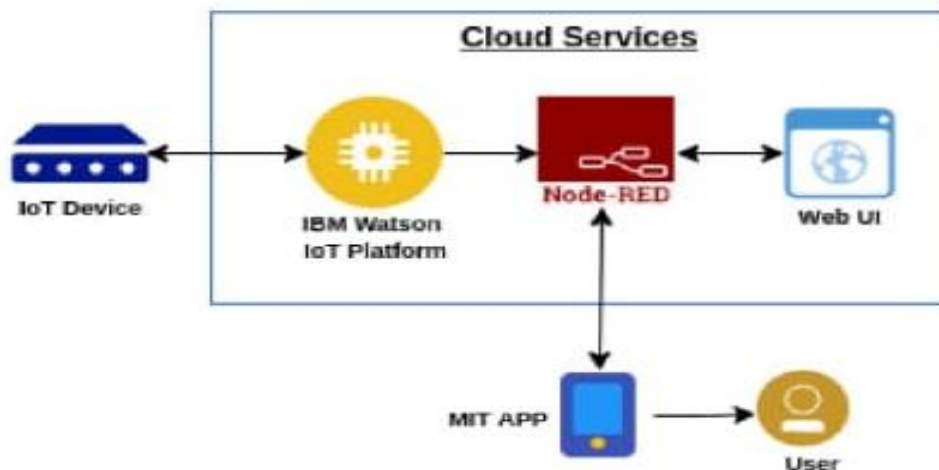 Cloud Services
IoT Device
IBM Watson
IoT Platform
Node-RED
Web UI
MIT APP
User